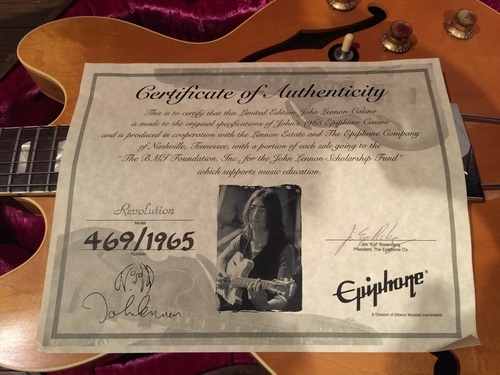 Certificate of Authenticity
This is to certify that this Limited Edition John Lennon Casino
is made to the original specifications of John's 1965 Epiphone Casino
and is produced in cooperation with the Lennon Estate and The Epiphone Company
of Nashville, Tennessee, with a portion of each sale going to the
"The BMI Foundation, Inc. for the John Lennon Scholarship Fund"
which supports music education.
Revolution
Model
469/1965
Number
John Lennon
Jim "Epi" Rosenberg
President, The Epiphone Co.
Epiphone
A Division of Gibson Musical Instruments